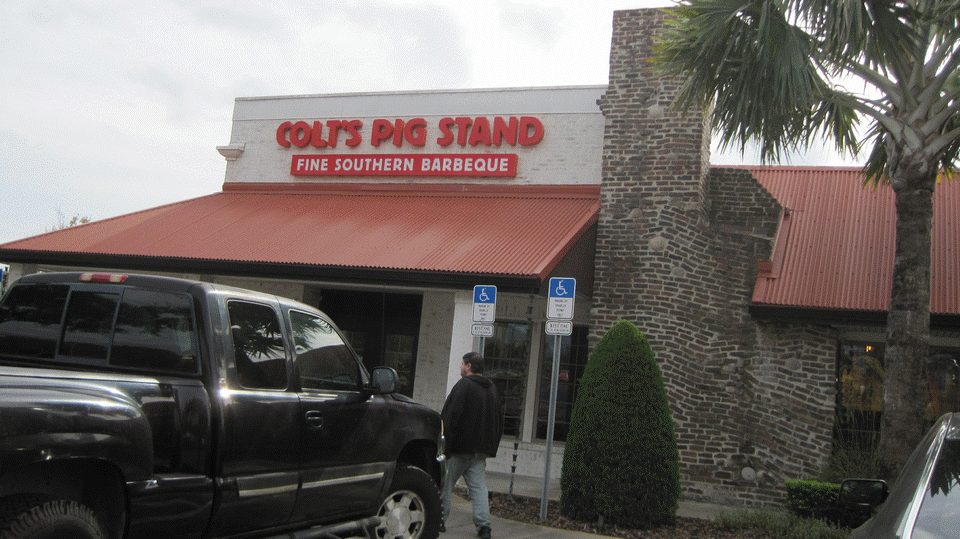 COLT'S PIG STAND
FINE SOUTHERN BARBEQUE